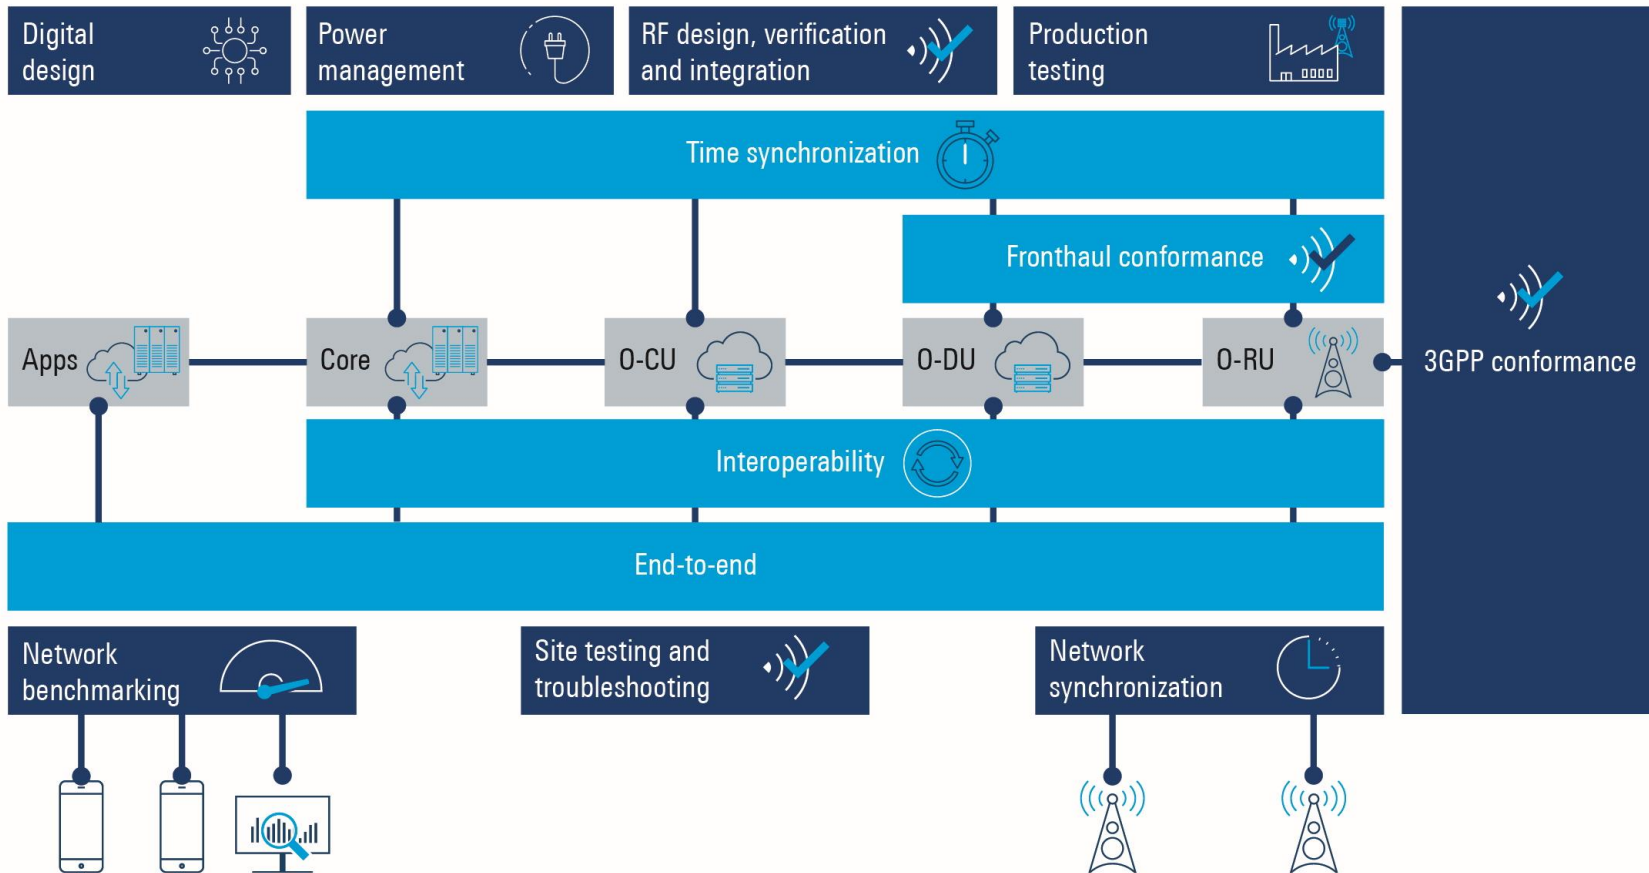 Digital
design
Power
management
RF design, verification
and integration
Production
testing
Time synchronization
Fronthaul conformance
Apps
Core
O-CU
O-DU
O-RU
3GPP conformance
Interoperability
End-to-end
Network
benchmarking
Site testing and
troubleshooting
Network
synchronization